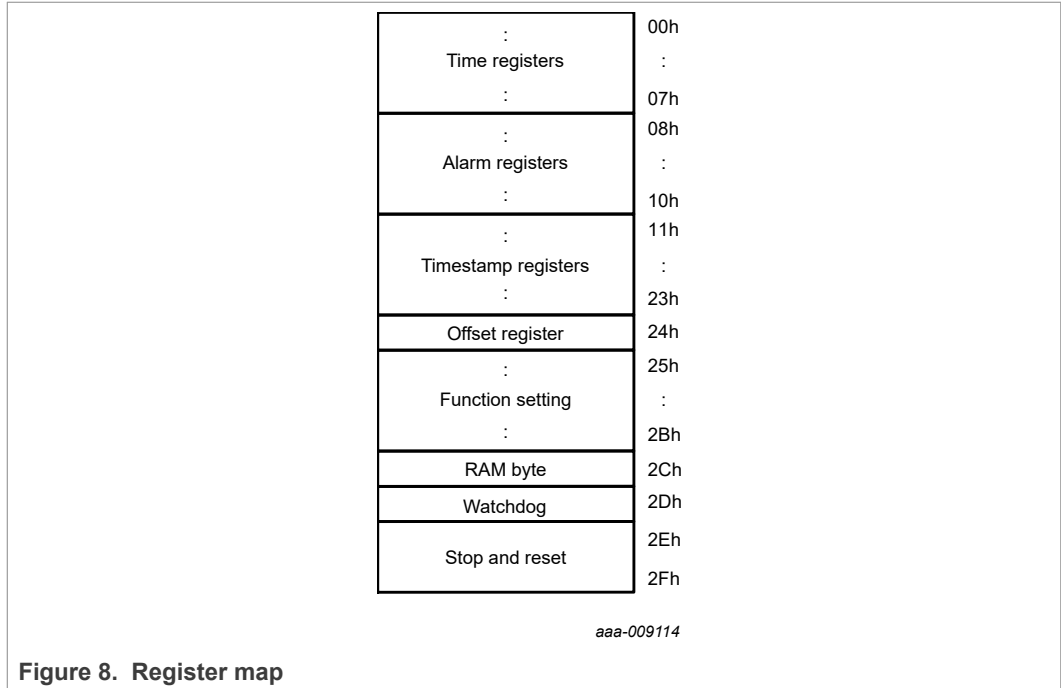 : 00h
Time registers :
: 07h
: 08h
Alarm registers :
: 10h
: 11h
Timestamp registers :
: 23h
Offset register 24h
: 25h
Function setting :
: 2Bh
RAM byte 2Ch
Watchdog 2Dh
2Eh
Stop and reset
2Fh
aaa-009114
Figure 8. Register map